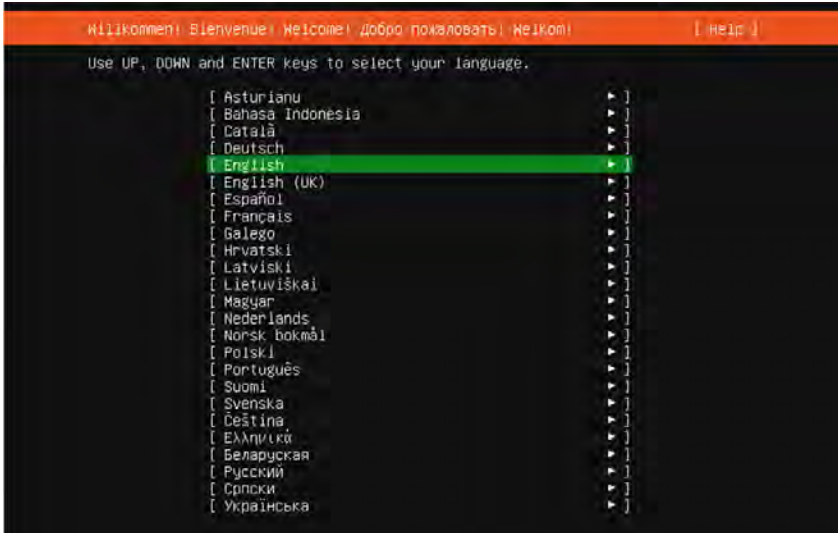 Willkommen! Bienvenue! Welcome! Добро пожаловать! Welkom! [ Help ]
Use UP, DOWN and ENTER keys to select your language.
[ Asturianu ► ]
[ Bahasa Indonesia ► ]
[ Català ► ]
[ Deutsch ► ]
[ English ► ]
[ English (UK) ► ]
[ Español ► ]
[ Français ► ]
[ Galego ► ]
[ Hrvatski ► ]
[ Latviski ► ]
[ Lietuviškai ► ]
[ Magyar ► ]
[ Nederlands ► ]
[ Norsk bokmål ► ]
[ Polski ► ]
[ Português ► ]
[ Suomi ► ]
[ Svenska ► ]
[ Čeština ► ]
[ Ελληνικά ► ]
[ Беларуская ► ]
[ Русский ► ]
[ Српски ► ]
[ Українська ► ]